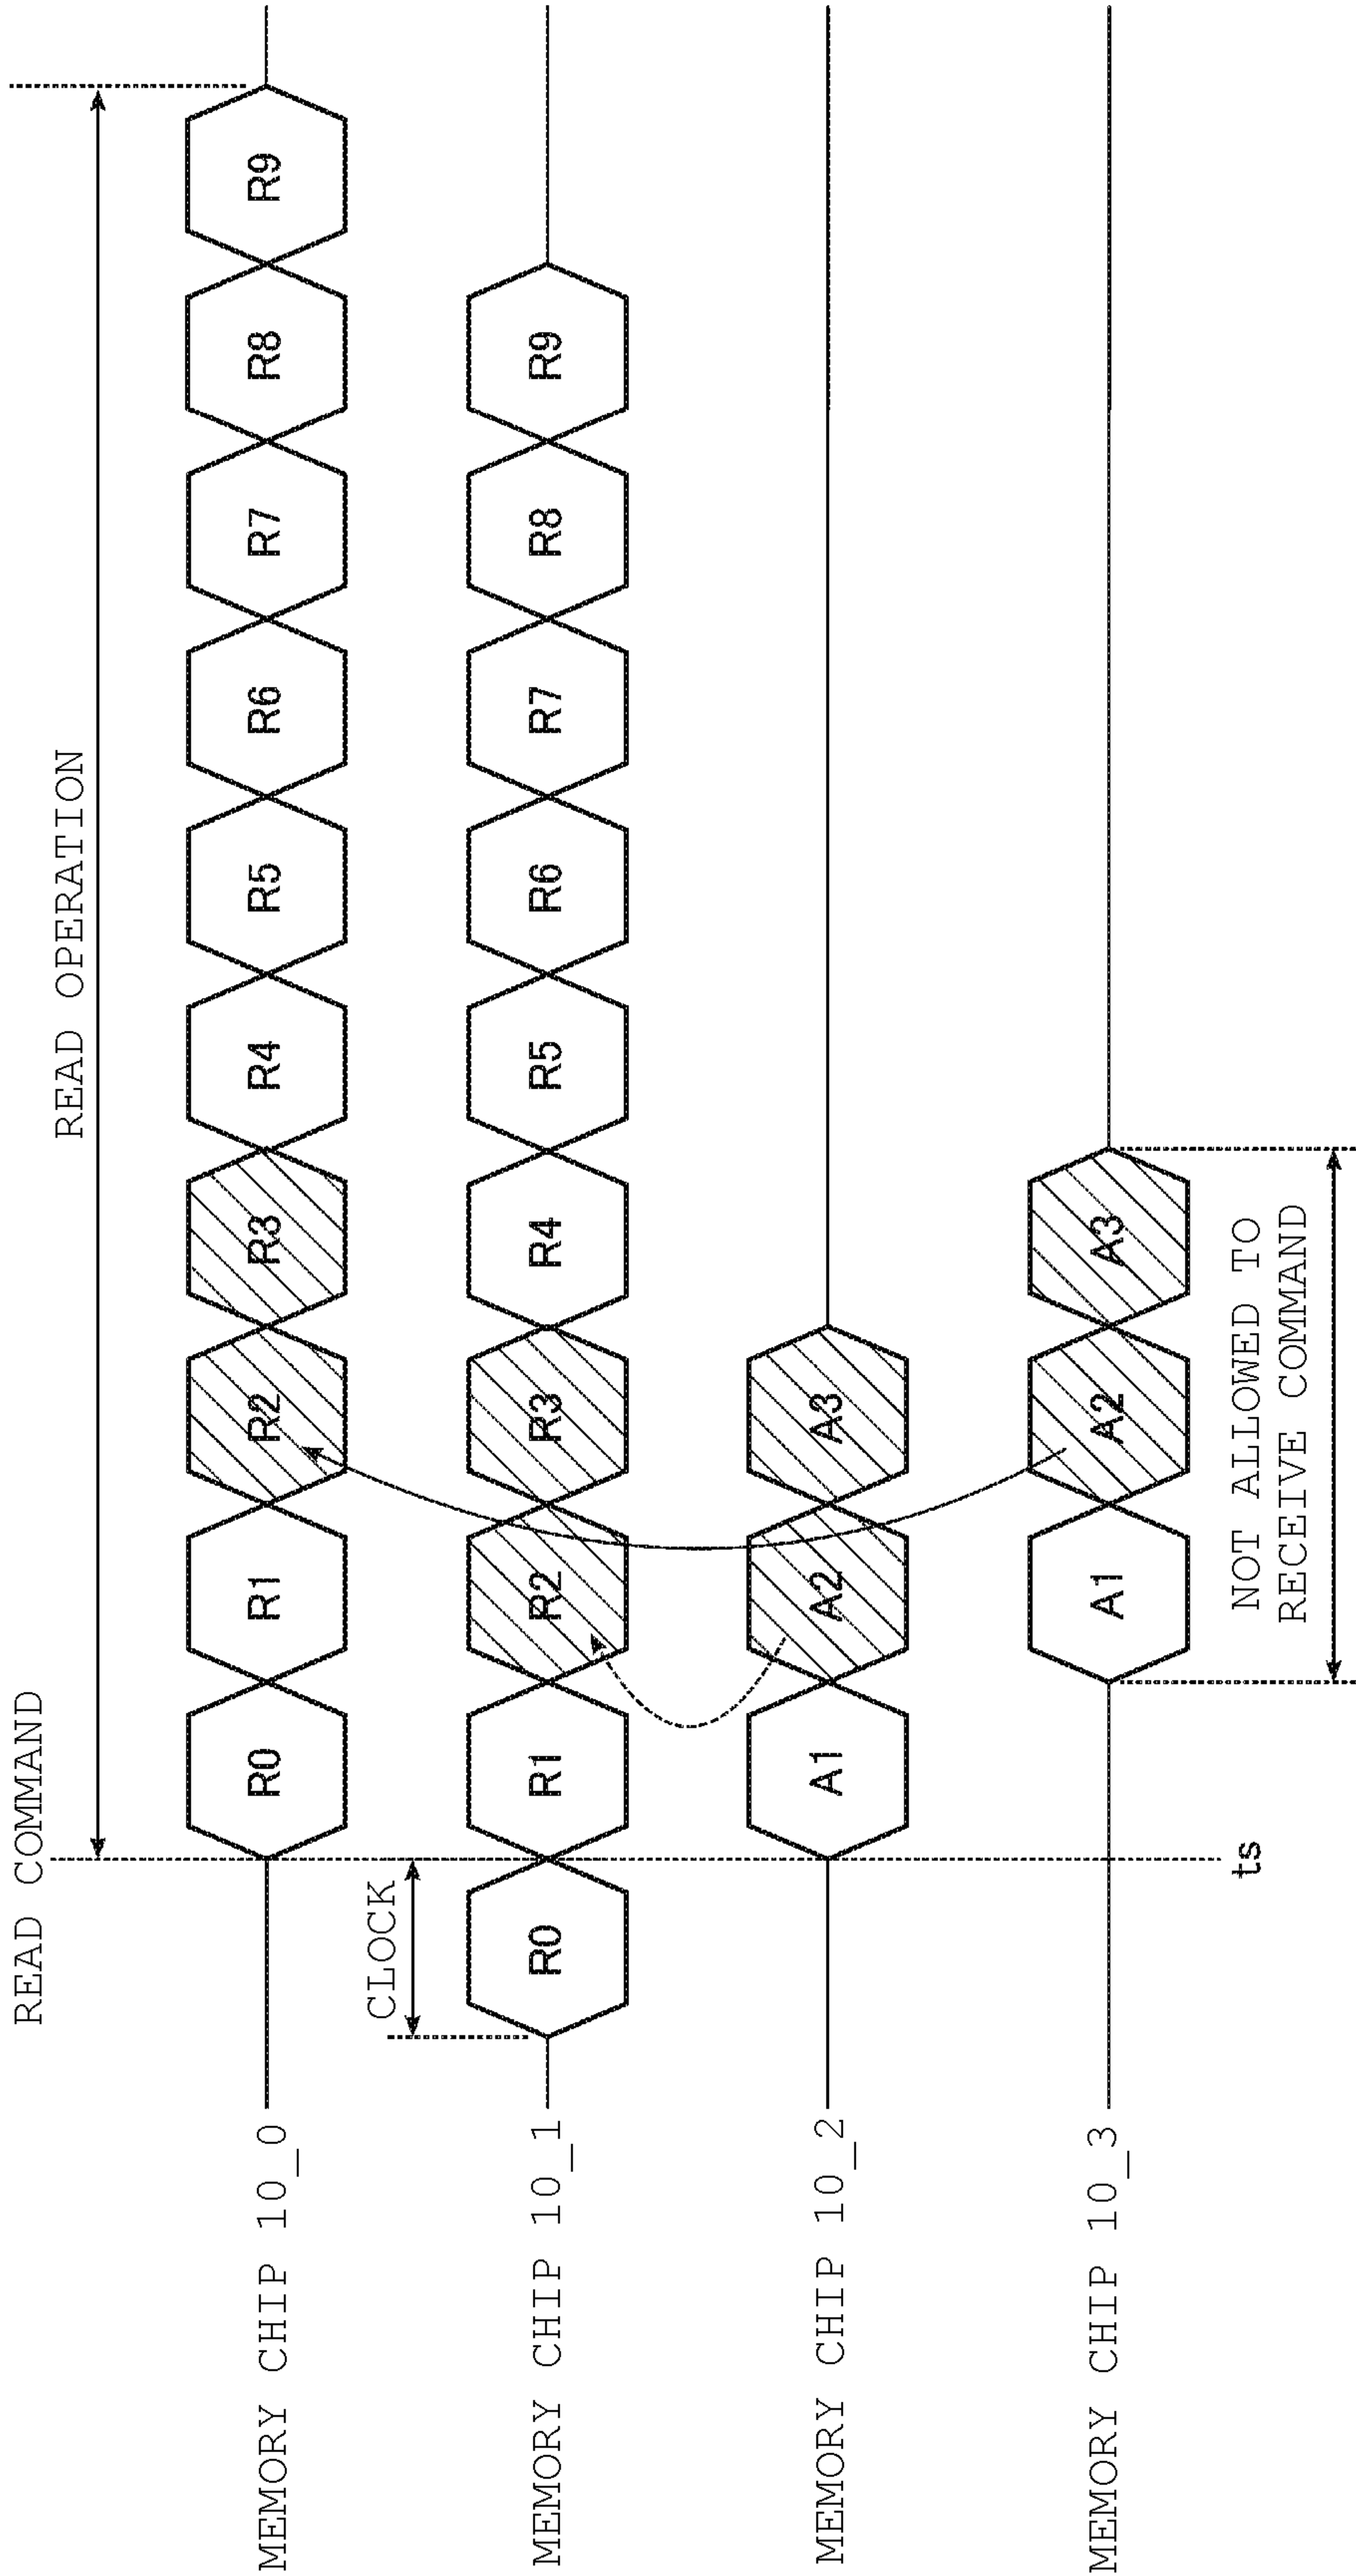 READ COMMAND
READ OPERATION
MEMORY CHIP 10_0
R0
R1
R2
R3
R4
R5
R6
R7
R8
R9
CLOCK
MEMORY CHIP 10_1
R0
R1
R2
R3
R4
R5
R6
R7
R8
R9
MEMORY CHIP 10_2
A1
A2
A3
MEMORY CHIP 10_3
A1
A2
A3
ts
NOT ALLOWED TO
RECEIVE COMMAND